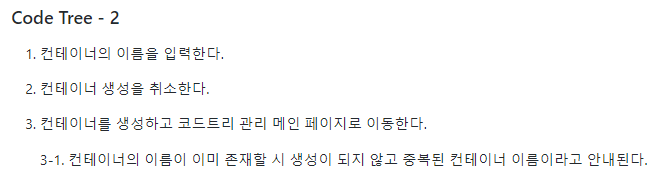 Code Tree - 2
1. 컨테이너의 이름을 입력한다.
2. 컨테이너 생성을 취소한다.
3. 컨테이너를 생성하고 코드트리 관리 메인 페이지로 이동한다.
3-1. 컨테이너의 이름이 이미 존재할 시 생성이 되지 않고 중복된 컨테이너 이름이라고 안내된다.